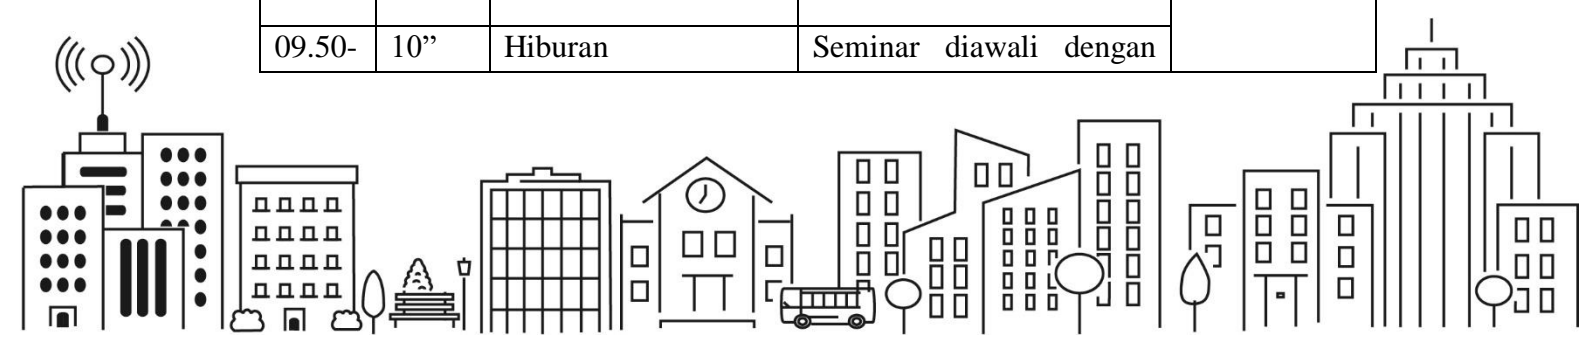 09.50- 10” Hiburan Seminar diawali dengan